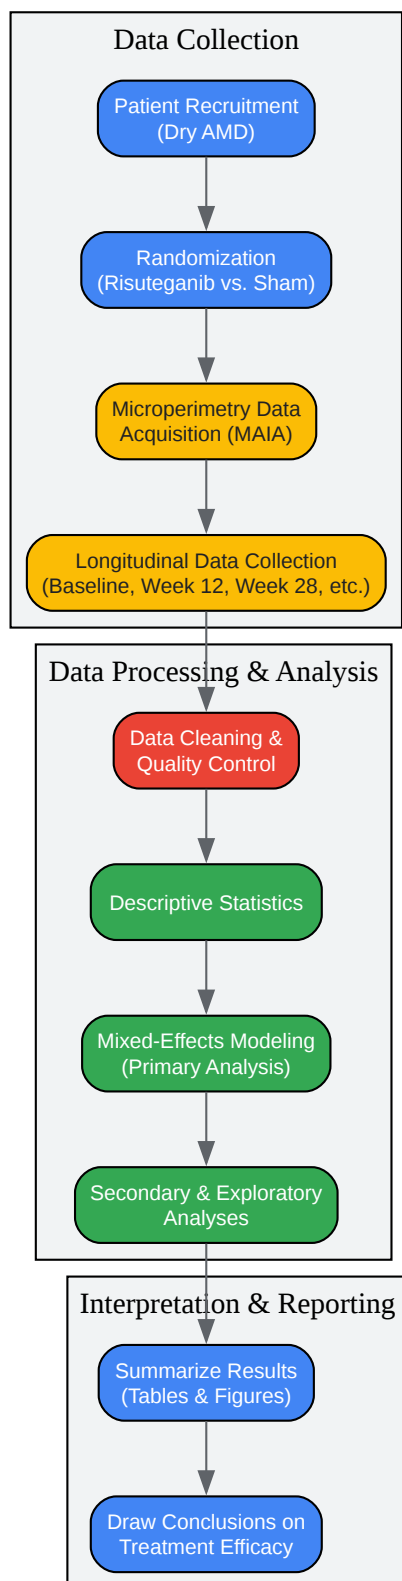 Data Collection
Patient Recruitment
(Dry AMD)
Randomization
(Risuteganib vs. Sham)
Microperimetry Data
Acquisition (MAIA)
Longitudinal Data Collection
(Baseline, Week 12, Week 28, etc.)
Data Processing & Analysis
Data Cleaning &
Quality Control
Descriptive Statistics
Mixed-Effects Modeling
(Primary Analysis)
Secondary & Exploratory
Analyses
Interpretation & Reporting
Summarize Results
(Tables & Figures)
Draw Conclusions on
Treatment Efficacy